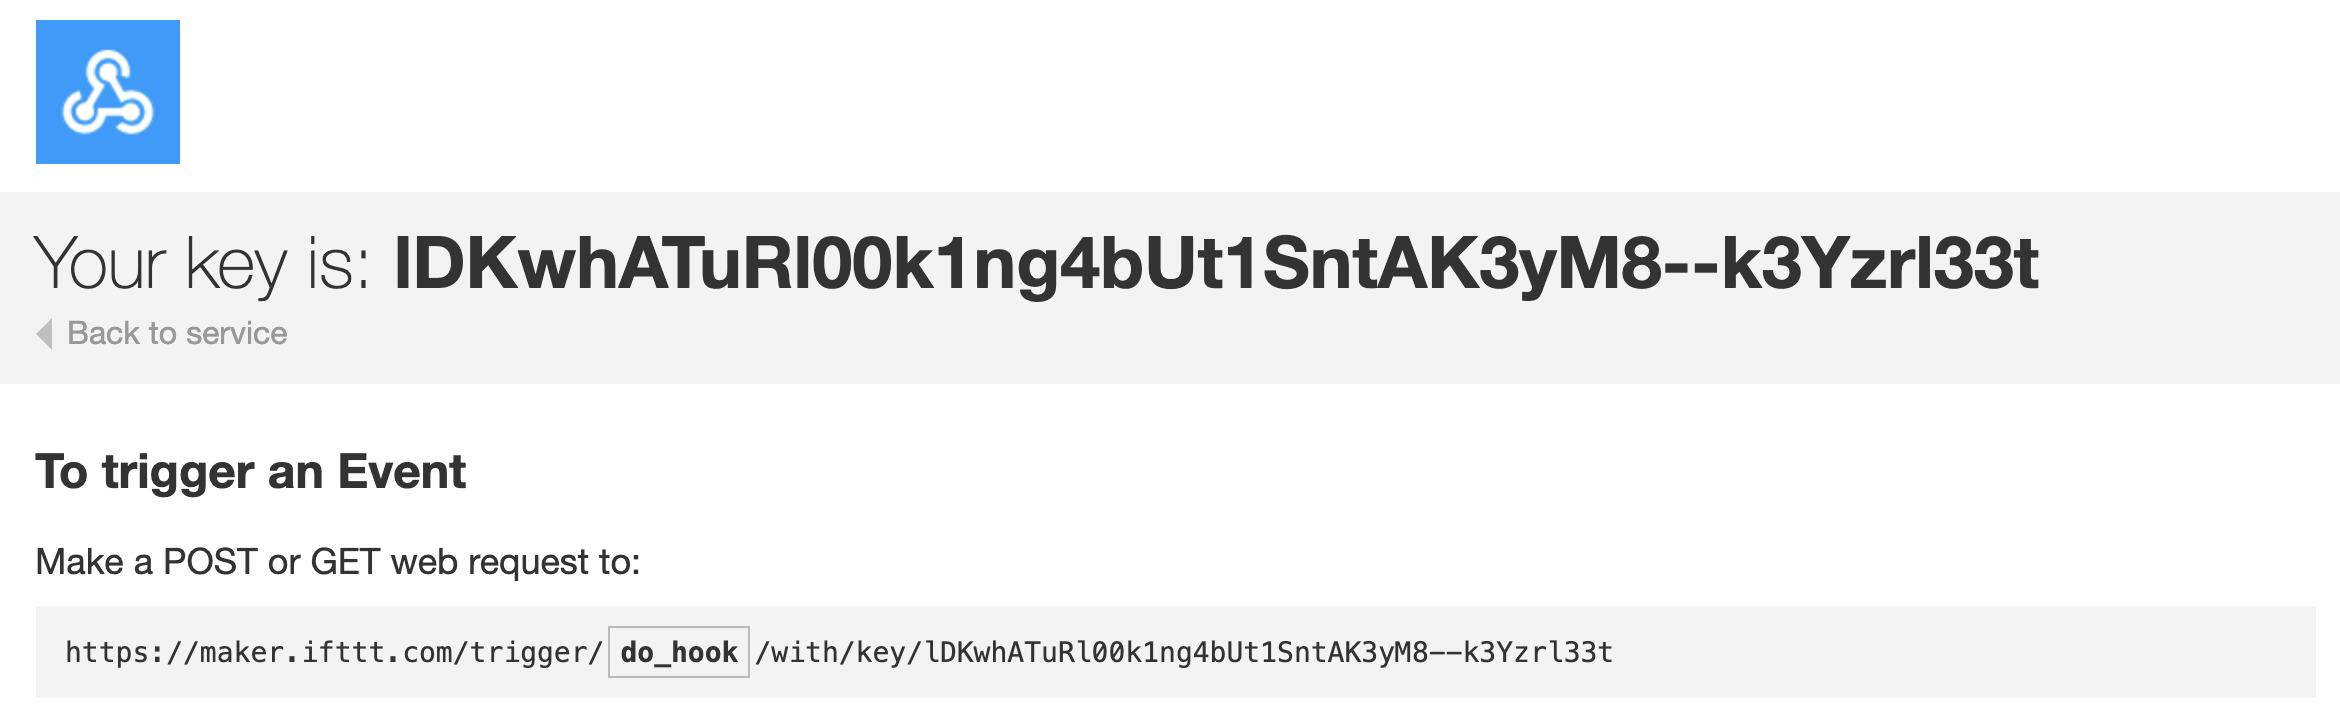 Your key is: lDKwhATuRl00k1ng4bUt1SntAK3yM8--k3Yzrl33t
Back to service
To trigger an Event
Make a POST or GET web request to:
https://maker.ifttt.com/trigger/ do_hook /with/key/lDKwhATuRl00k1ng4bUt1SntAK3yM8--k3Yzrl33t